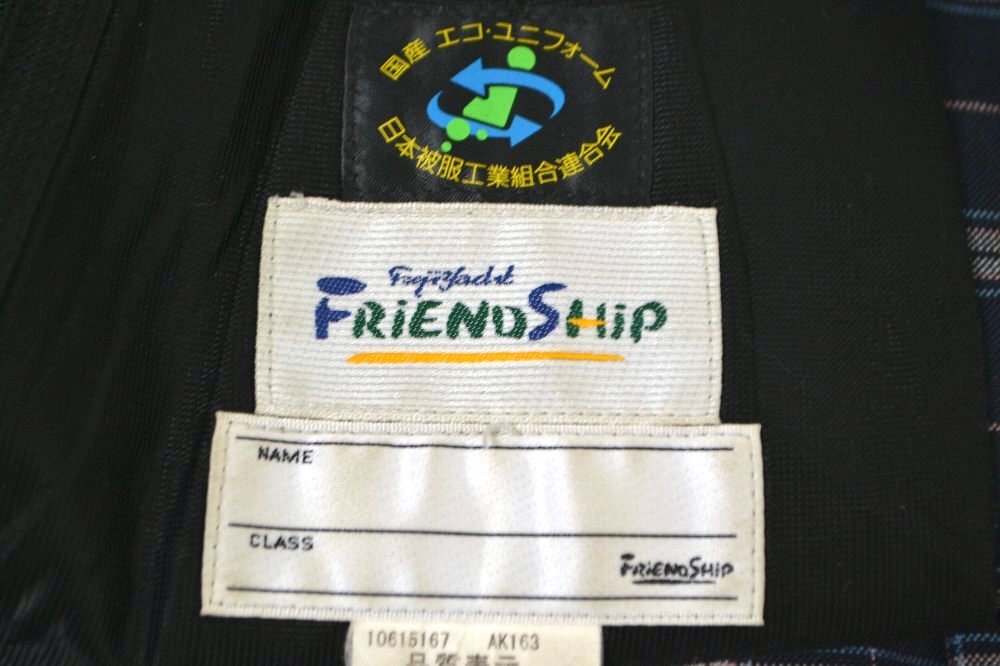 国産 エコ・ユニフォーム
日本被服工業組合連合会
FujiYacht
FRiENDSHiP
NAME
CLASS
FRiENDSHiP
10615167 AK163
品質表示